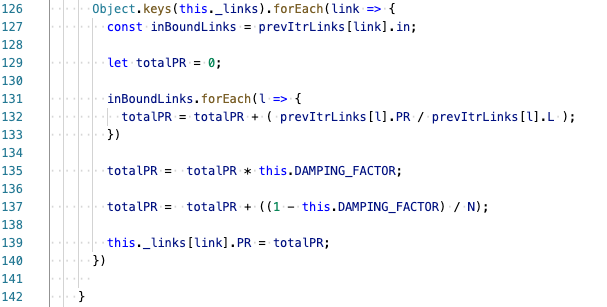 126 Object.keys(this._links).forEach(link => {
127 const inBoundLinks = prevItrLinks[link].in;
128
129 let totalPR = 0;
130
131 inBoundLinks.forEach(l => {
132 totalPR = totalPR + ( prevItrLinks[l].PR / prevItrLinks[l].L );
133 })
134
135 totalPR =  totalPR * this.DAMPING_FACTOR;
136
137 totalPR =  totalPR + ((1 - this.DAMPING_FACTOR) / N);
138
139 this._links[link].PR = totalPR;
140 })
141
142 }